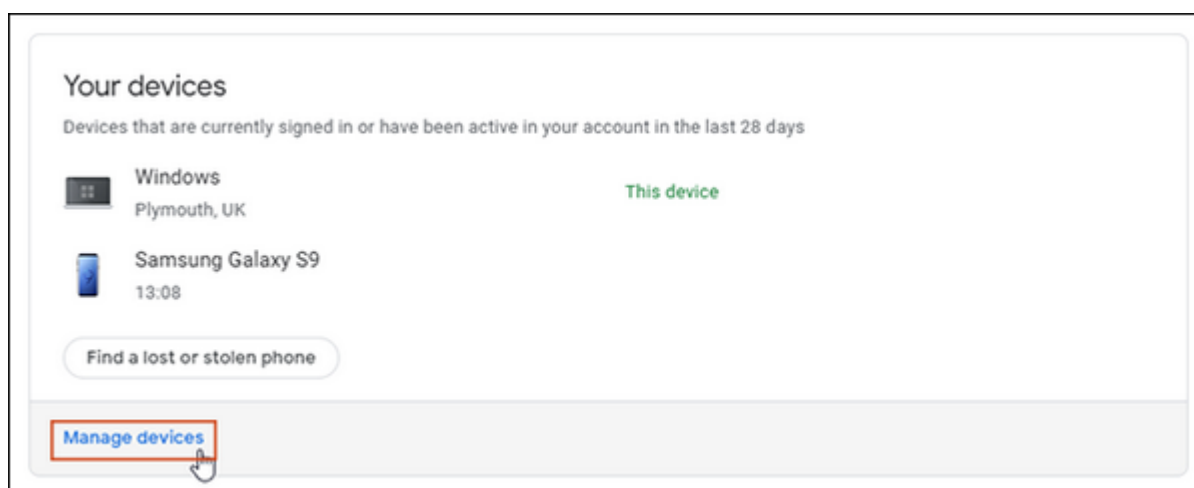 Your devices
Devices that are currently signed in or have been active in your account in the last 28 days
Windows
This device
Plymouth, UK
Samsung Galaxy S9
13:08
Find a lost or stolen phone
Manage devices